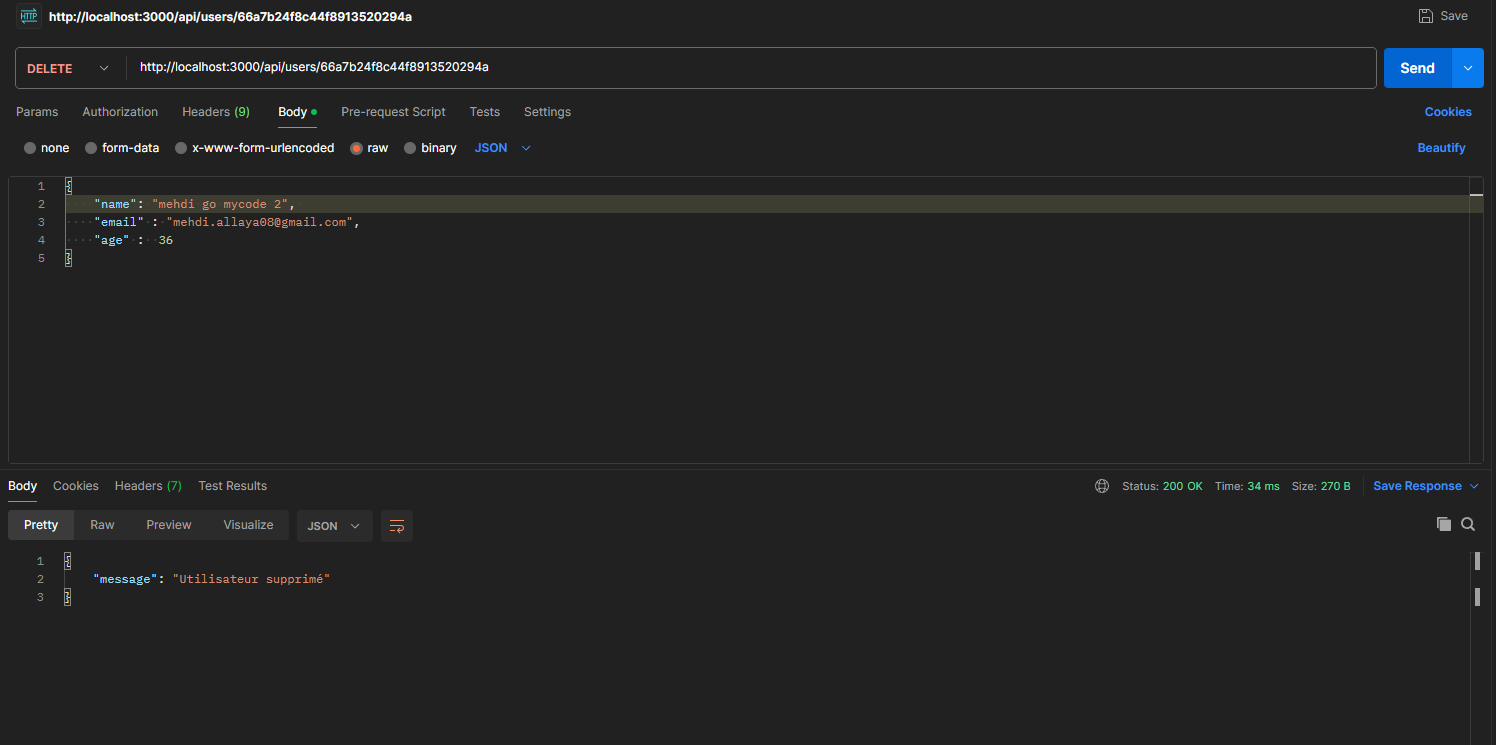 HTTP http://localhost:3000/api/users/66a7b24f8c44f8913520294a Save
DELETE http://localhost:3000/api/users/66a7b24f8c44f8913520294a Send
Params Authorization Headers (9) Body Pre-request Script Tests Settings Cookies
none form-data x-www-form-urlencoded raw binary JSON Beautify
1 {
2 "name": "mehdi go mycode 2",
3 "email" : "mehdi.allaya08@gmail.com",
4 "age" : 36
5 }
Body Cookies Headers (7) Test Results Status: 200 OK Time: 34 ms Size: 270 B Save Response
Pretty Raw Preview Visualize JSON
1 {
2 "message": "Utilisateur supprimé"
3 }